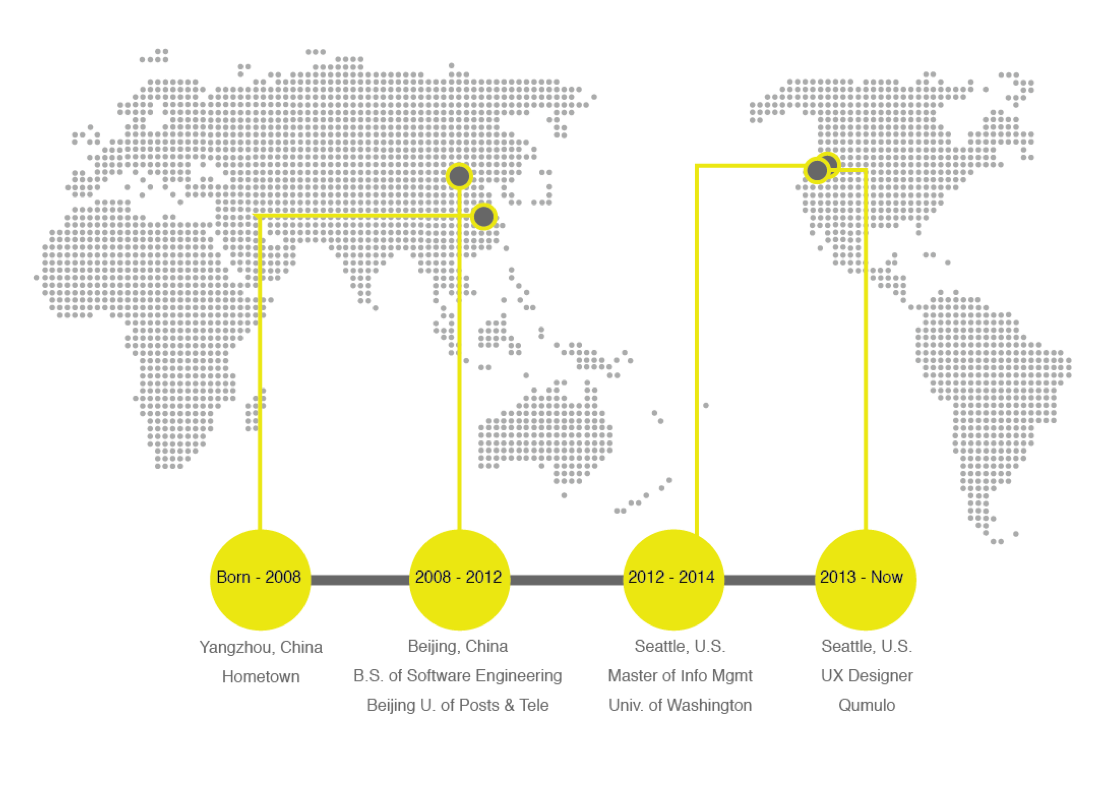 Born - 2008
2008 - 2012
2012 - 2014
2013 - Now
Yangzhou, China
Hometown
Beijing, China
B.S. of Software Engineering
Beijing U. of Posts & Tele
Seattle, U.S.
Master of Info Mgmt
Univ. of Washington
Seattle, U.S.
UX Designer
Qumulo